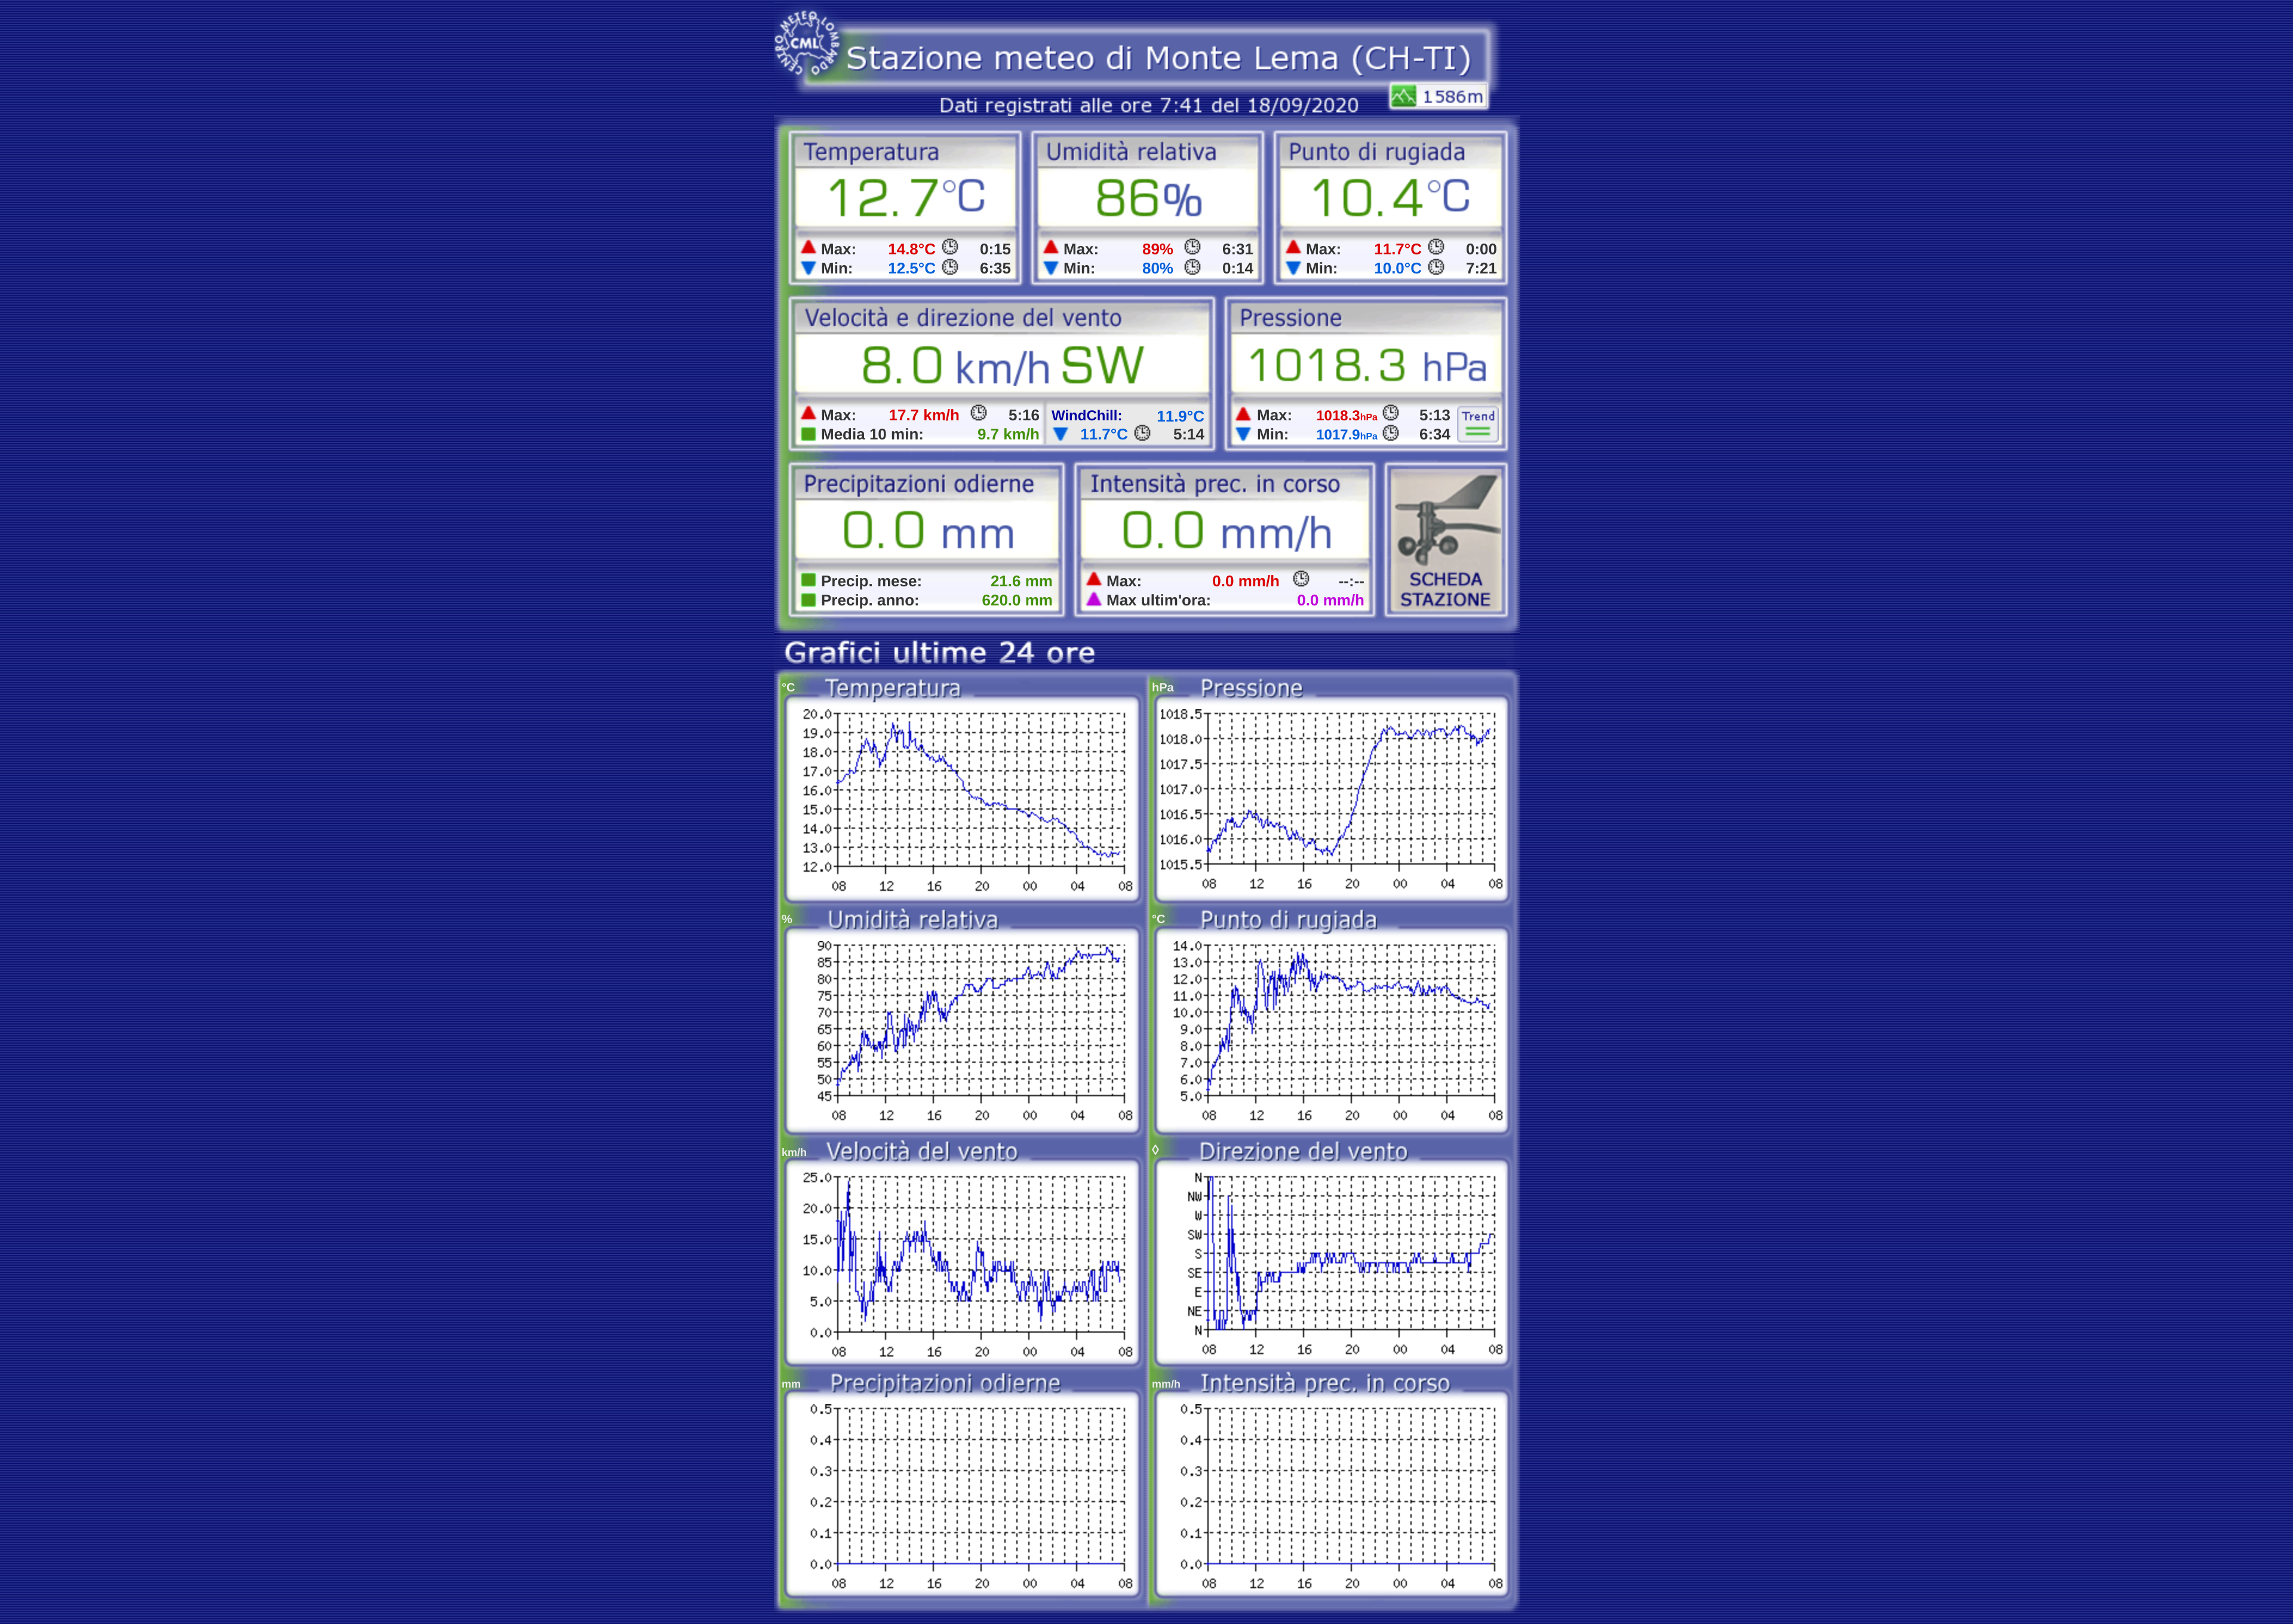 CENTRO METEO LOMBARDO
CML
Stazione meteo di Monte Lema (CH-TI)
1586m
Dati registrati alle ore 7:41 del 18/09/2020
Temperatura
12.7°C
Max: 14.8°C 0:15
Min: 12.5°C 6:35
Umidità relativa
86%
Max: 89% 6:31
Min: 80% 0:14
Punto di rugiada
10.4°C
Max: 11.7°C 0:00
Min: 10.0°C 7:21
Velocità e direzione del vento
8.0 km/h SW
Max: 17.7 km/h 5:16
Media 10 min: 9.7 km/h
WindChill: 11.9°C
11.7°C 5:14
Pressione
1018.3 hPa
Max: 1018.3hPa 5:13
Min: 1017.9hPa 6:34
Trend
Precipitazioni odierne
0.0 mm
Precip. mese: 21.6 mm
Precip. anno: 620.0 mm
Intensità prec. in corso
0.0 mm/h
Max: 0.0 mm/h --:--
Max ultim'ora: 0.0 mm/h
SCHEDA
STAZIONE
Grafici ultime 24 ore
°C Temperatura
20.0
19.0
18.0
17.0
16.0
15.0
14.0
13.0
12.0
08 12 16 20 00 04 08
hPa Pressione
1018.5
1018.0
1017.5
1017.0
1016.5
1016.0
1015.5
08 12 16 20 00 04 08
% Umidità relativa
90
85
80
75
70
65
60
55
50
45
08 12 16 20 00 04 08
°C Punto di rugiada
14.0
13.0
12.0
11.0
10.0
9.0
8.0
7.0
6.0
5.0
08 12 16 20 00 04 08
km/h Velocità del vento
25.0
20.0
15.0
10.0
5.0
0.0
08 12 16 20 00 04 08
◊ Direzione del vento
N
NW
W
SW
S
SE
E
NE
N
08 12 16 20 00 04 08
mm Precipitazioni odierne
0.5
0.4
0.3
0.2
0.1
0.0
08 12 16 20 00 04 08
mm/h Intensità prec. in corso
0.5
0.4
0.3
0.2
0.1
0.0
08 12 16 20 00 04 08